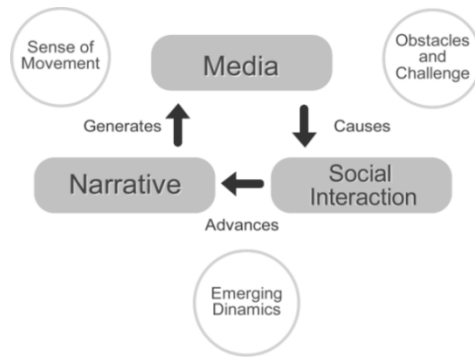 Sense of
Movement
Media
Obstacles
and
Challenge
Generates
Causes
Narrative
Social
Interaction
Advances
Emerging
Dinamics